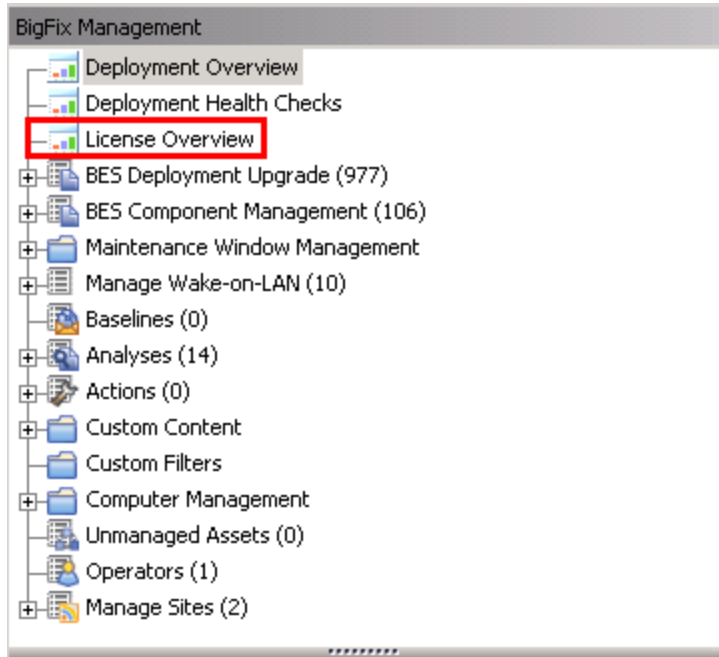 BigFix Management
Deployment Overview
Deployment Health Checks
License Overview
BES Deployment Upgrade (977)
BES Component Management (106)
Maintenance Window Management
Manage Wake-on-LAN (10)
Baselines (0)
Analyses (14)
Actions (0)
Custom Content
Custom Filters
Computer Management
Unmanaged Assets (0)
Operators (1)
Manage Sites (2)